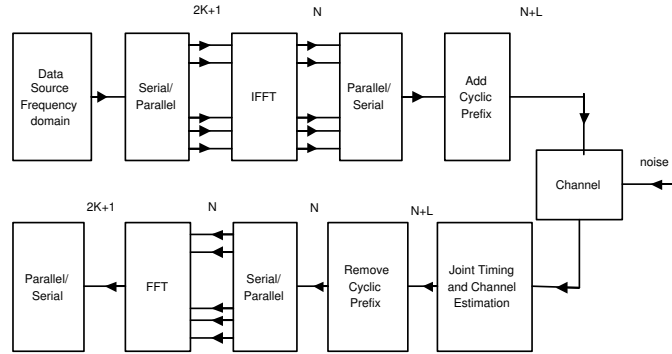 2K+1
N
N+L
Data
Source
Frequency
domain
Serial/
Parallel
IFFT
Parallel/
Serial
Add
Cyclic
Prefix
noise
Channel
2K+1
N
N
N+L
Parallel/
Serial
FFT
Serial/
Parallel
Remove
Cyclic
Prefix
Joint Timing
and Channel
Estimation